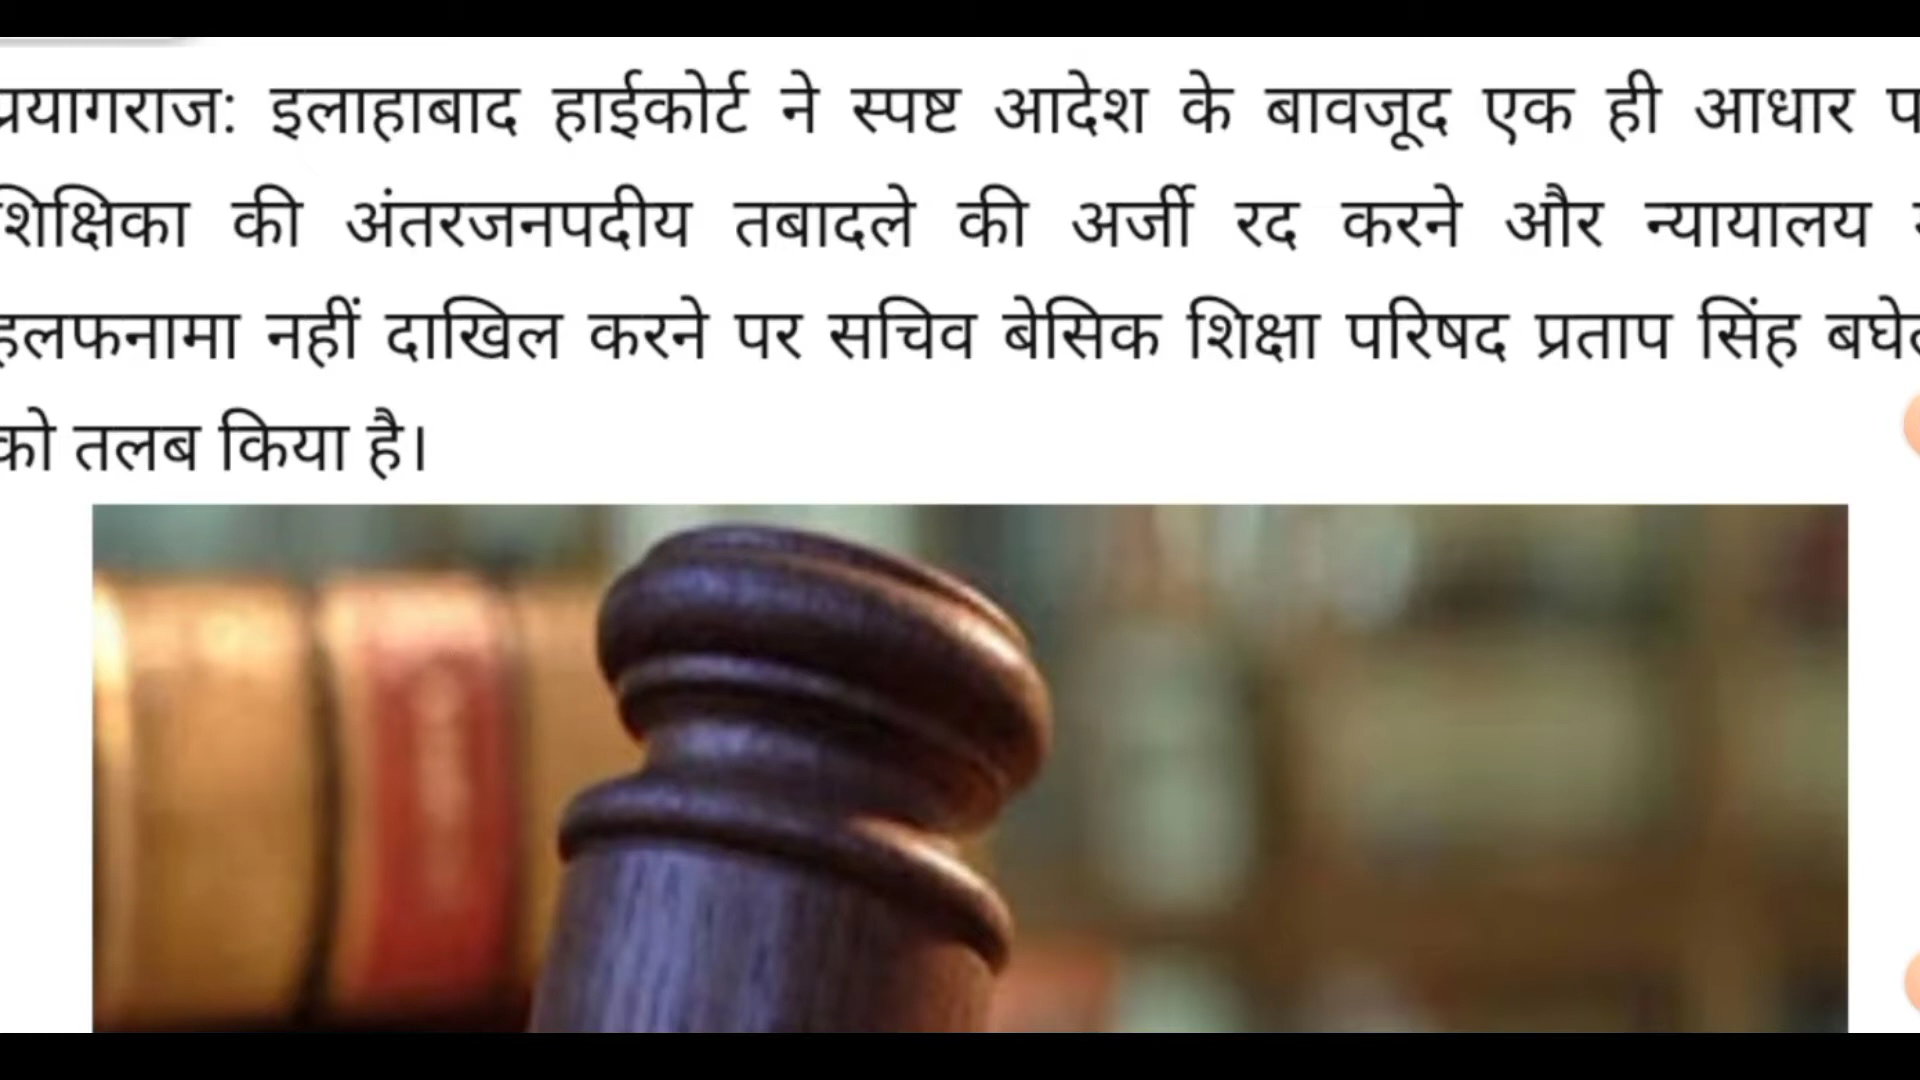 प्रयागराज: इलाहाबाद हाईकोर्ट ने स्पष्ट आदेश के बावजूद एक ही आधार
शिक्षिका की अंतरजनपदीय तबादले की अर्जी रद करने और न्यायालय
हलफनामा नहीं दाखिल करने पर सचिव बेसिक शिक्षा परिषद प्रताप सिंह
को तलब किया है।